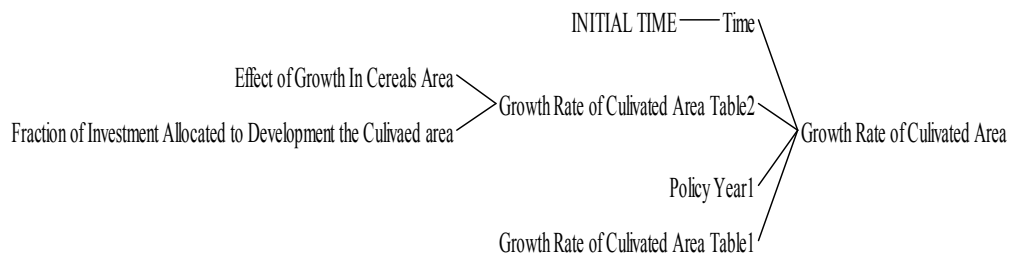 INITIAL TIME Time
Effect of Growth In Cereals Area
Growth Rate of Culivated Area Table2
Fraction of Investment Allocated to Development the Culivaed area
Growth Rate of Culivated Area
Policy Year1
Growth Rate of Culivated Area Table1